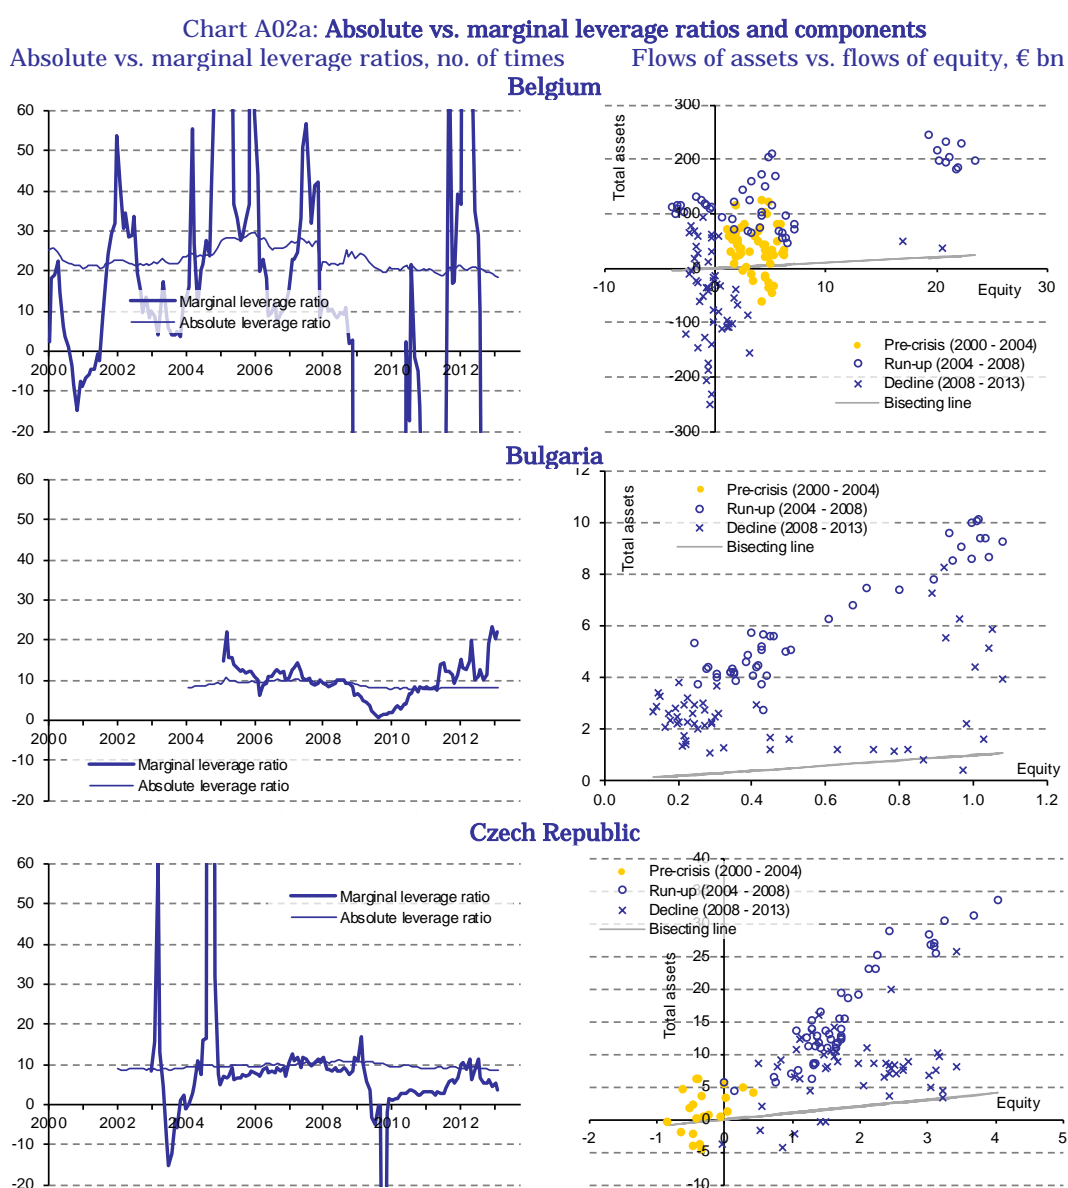 Chart A02a: Absolute vs. marginal leverage ratios and components
Absolute vs. marginal leverage ratios, no. of times
Flows of assets vs. flows of equity, € bn
Belgium
60
50
40
30
20
10
0
-10
-20
2000 2002 2004 2006 2008 2010 2012
Marginal leverage ratio
Absolute leverage ratio
Total assets
300
200
100
0
-100
-200
-300
-10 0 10 20 30
Equity
Pre-crisis (2000 - 2004)
Run-up (2004 - 2008)
Decline (2008 - 2013)
Bisecting line
Bulgaria
60
50
40
30
20
10
0
-10
-20
2000 2002 2004 2006 2008 2010 2012
Marginal leverage ratio
Absolute leverage ratio
Total assets
12
10
8
6
4
2
0
0.0 0.2 0.4 0.6 0.8 1.0 1.2
Equity
Pre-crisis (2000 - 2004)
Run-up (2004 - 2008)
Decline (2008 - 2013)
Bisecting line
Czech Republic
60
50
40
30
20
10
0
-10
-20
2000 2002 2004 2006 2008 2010 2012
Marginal leverage ratio
Absolute leverage ratio
Total assets
40
35
30
25
20
15
10
5
0
-5
-10
-2 -1 0 1 2 3 4 5
Equity
Pre-crisis (2000 - 2004)
Run-up (2004 - 2008)
Decline (2008 - 2013)
Bisecting line